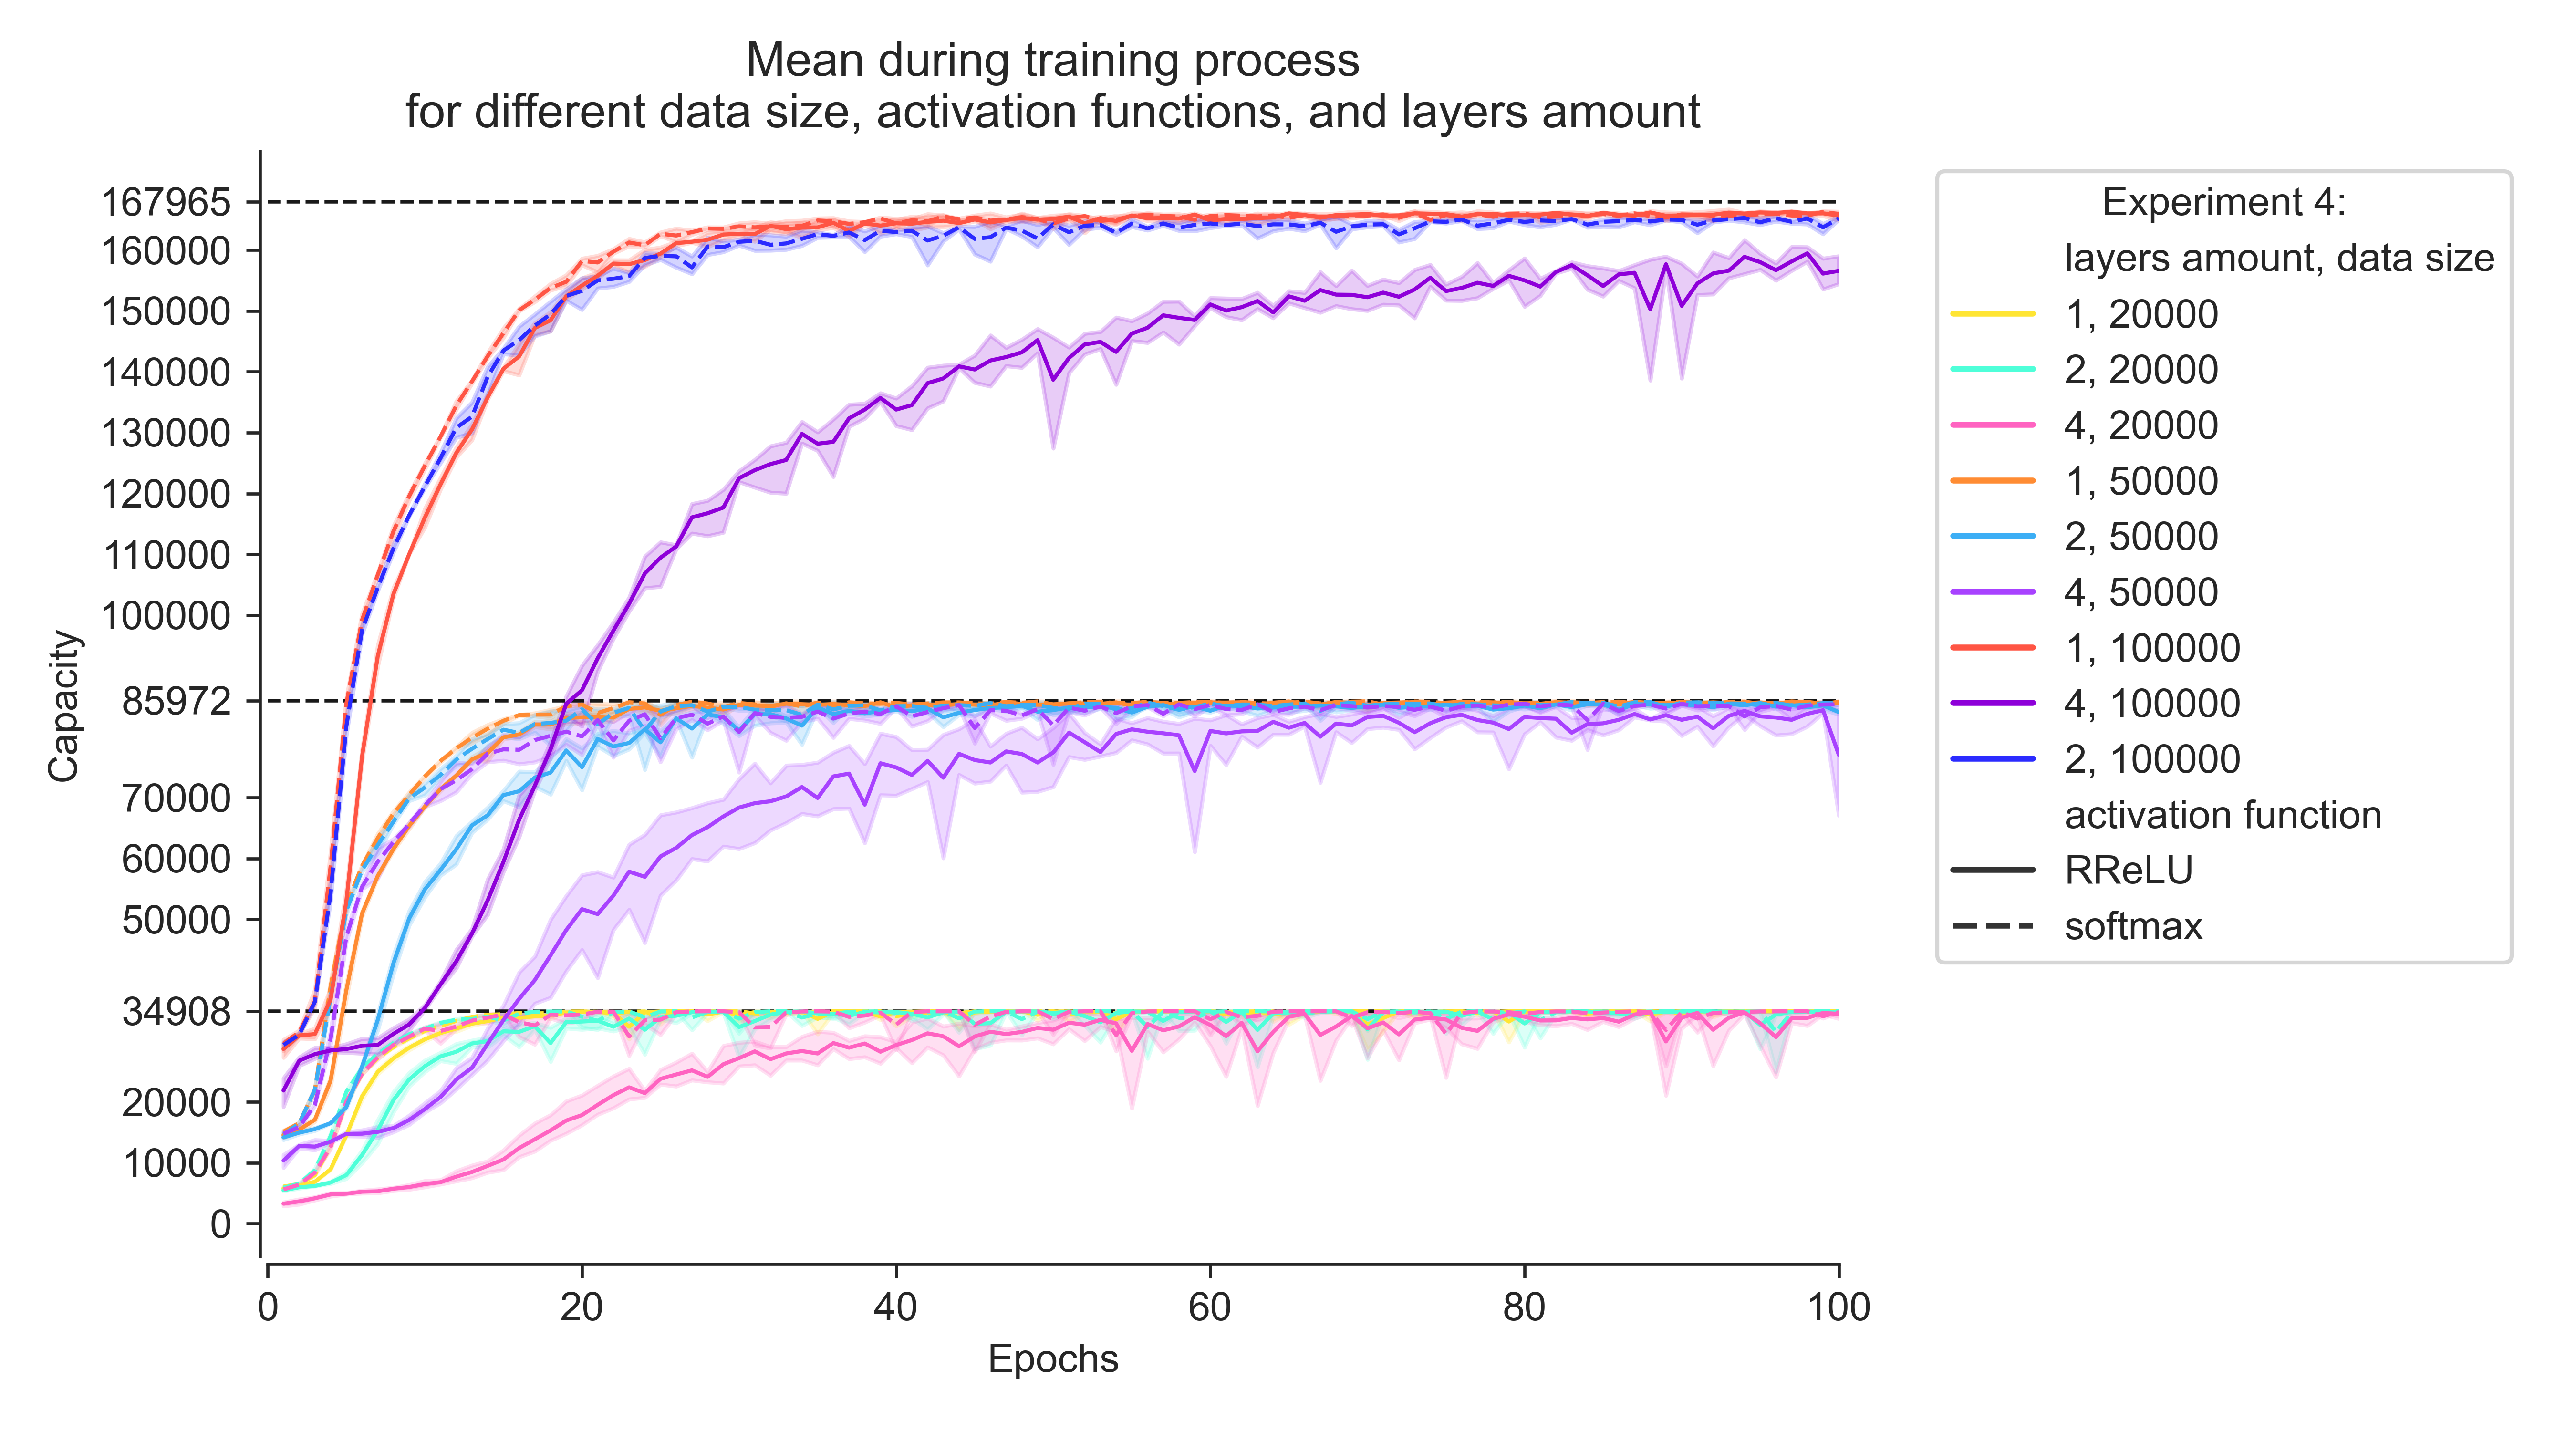 Mean during training process
for different data size, activation functions, and layers amount
167965
160000
150000
140000
130000
120000
110000
100000
85972
70000
60000
50000
34908
20000
10000
0
Capacity
0 20 40 60 80 100
Epochs
Experiment 4:
layers amount, data size
1, 20000
2, 20000
4, 20000
1, 50000
2, 50000
4, 50000
1, 100000
4, 100000
2, 100000
activation function
RReLU
softmax